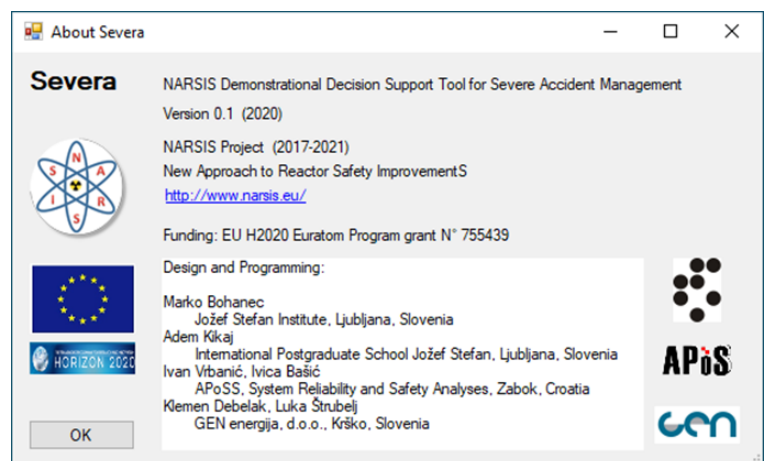 About Severa
Severa
NARSIS Demonstrational Decision Support Tool for Severe Accident Management
Version 0.1 (2020)
NARSIS Project (2017-2021)
New Approach to Reactor Safety ImprovementS
http://www.narsis.eu/
Funding: EU H2020 Euratom Program grant N° 755439
N
S A
I R
S
Design and Programming:
Marko Bohanec
Jožef Stefan Institute, Ljubljana, Slovenia
Adem Kikaj
International Postgraduate School Jožef Stefan, Ljubljana, Slovenia
Ivan Vrbanić, Ivica Bašić
APoSS, System Reliability and Safety Analyses, Zabok, Croatia
Klemen Debelak, Luka Štrubelj
GEN energija, d.o.o., Krško, Slovenia
HORIZON 2020
APiS
gen
OK